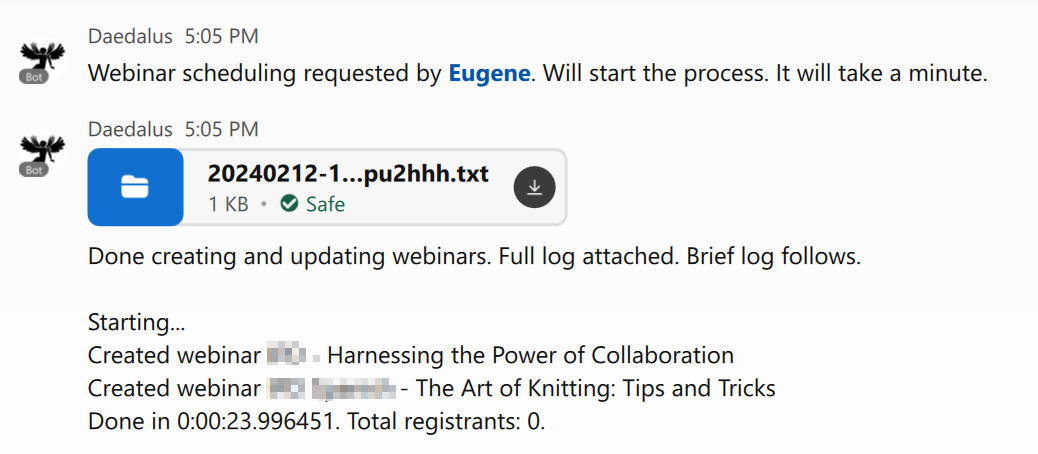 Daedalus 5:05 PM
Bot
Webinar scheduling requested by Eugene. Will start the process. It will take a minute.
Daedalus 5:05 PM
Bot
20240212-1...pu2hhh.txt
1 KB • Safe
Done creating and updating webinars. Full log attached. Brief log follows.
Starting...
Created webinar - Harnessing the Power of Collaboration
Created webinar - The Art of Knitting: Tips and Tricks
Done in 0:00:23.996451. Total registrants: 0.